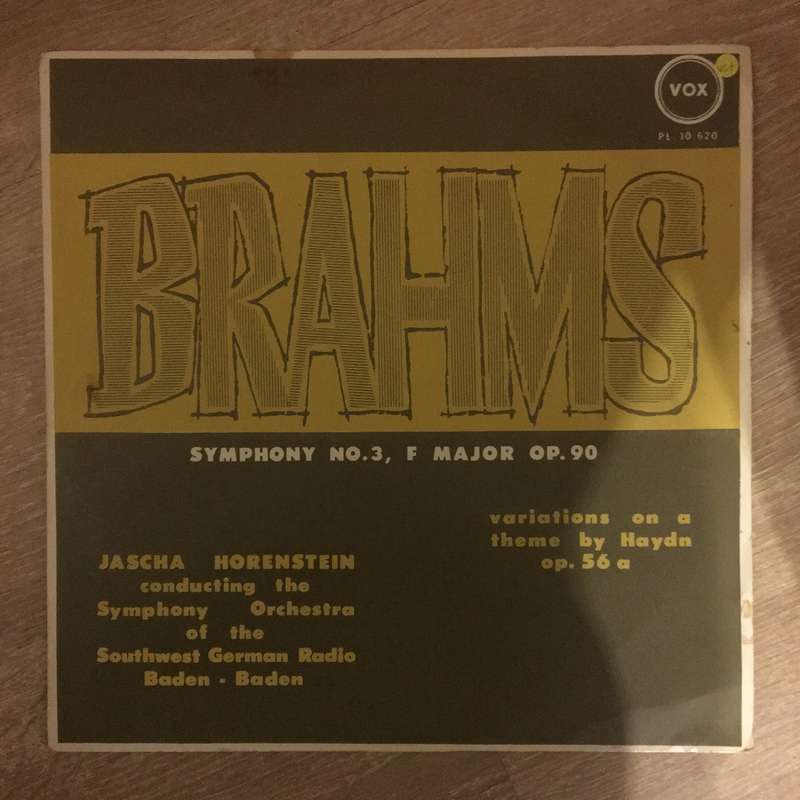 VOX
PL 10 620
BRAHMS
SYMPHONY NO.3, F MAJOR OP. 90
variations on a
theme by Haydn
op. 56 a
JASCHA HORENSTEIN
conducting the
Symphony Orchestra
of the
Southwest German Radio
Baden - Baden